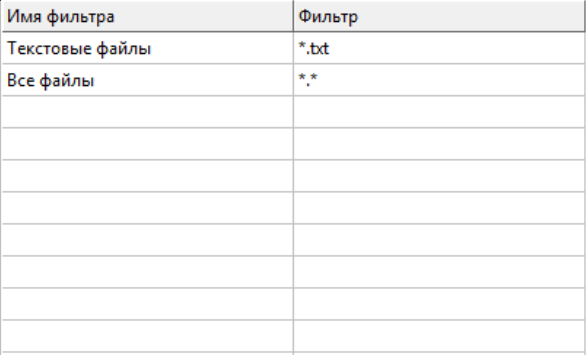 Имя фильтра Фильтр
Текстовые файлы *.txt
Все файлы *.*